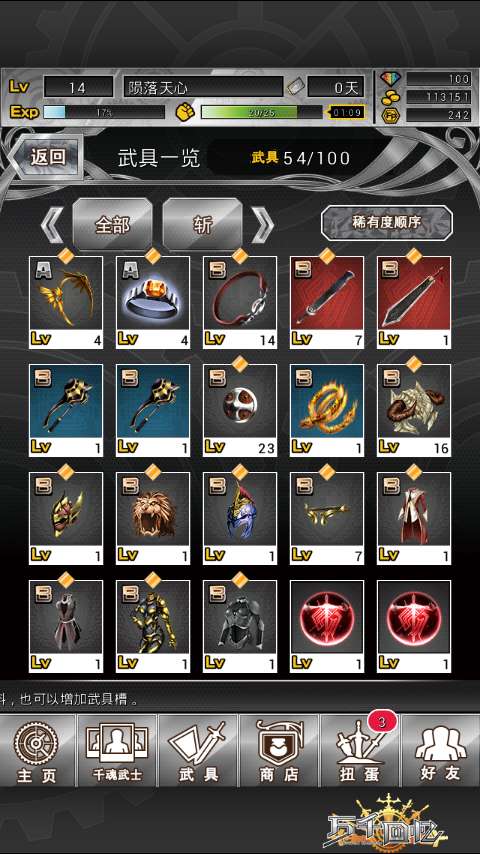 Lv 14 陨落天心 0天 100
113151
Exp 17% 20/25 01:09 242
返回 武具一览 武具 54/100
全部 斩 稀有度顺序
A A B B B
Lv 4 Lv 4 Lv 14 Lv 7 Lv 1
B B B B B
Lv 1 Lv 1 Lv 23 Lv 1 Lv 16
B B B B B
Lv 1 Lv 1 Lv 1 Lv 7 Lv 1
B B B
Lv 1 Lv 1 Lv 1 Lv 1 Lv 1
，也可以增加武具槽。
3
主页 千魂武士 武具 商店 扭蛋 好友
万千回忆